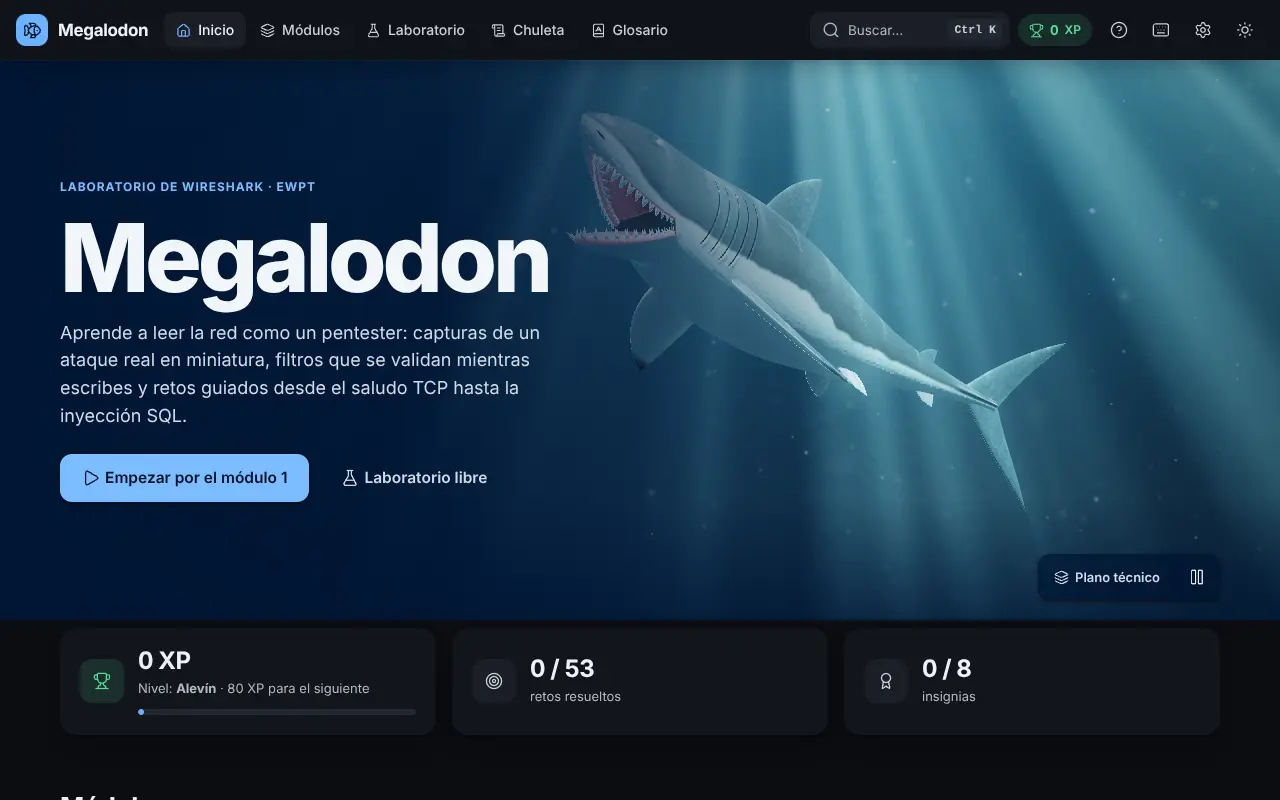 Megalodon
Inicio
Módulos
Laboratorio
Chuleta
Glosario
Buscar...
Ctrl K
0 XP
LABORATORIO DE WIRESHARK · EWPT
Megalodon
Aprende a leer la red como un pentester: capturas de un
ataque real en miniatura, filtros que se validan mientras
escribes y retos guiados desde el saludo TCP hasta la
inyección SQL.
Empezar por el módulo 1
Laboratorio libre
Plano técnico
0 XP
Nivel: Alevín · 80 XP para el siguiente
0 / 53
retos resueltos
0 / 8
insignias